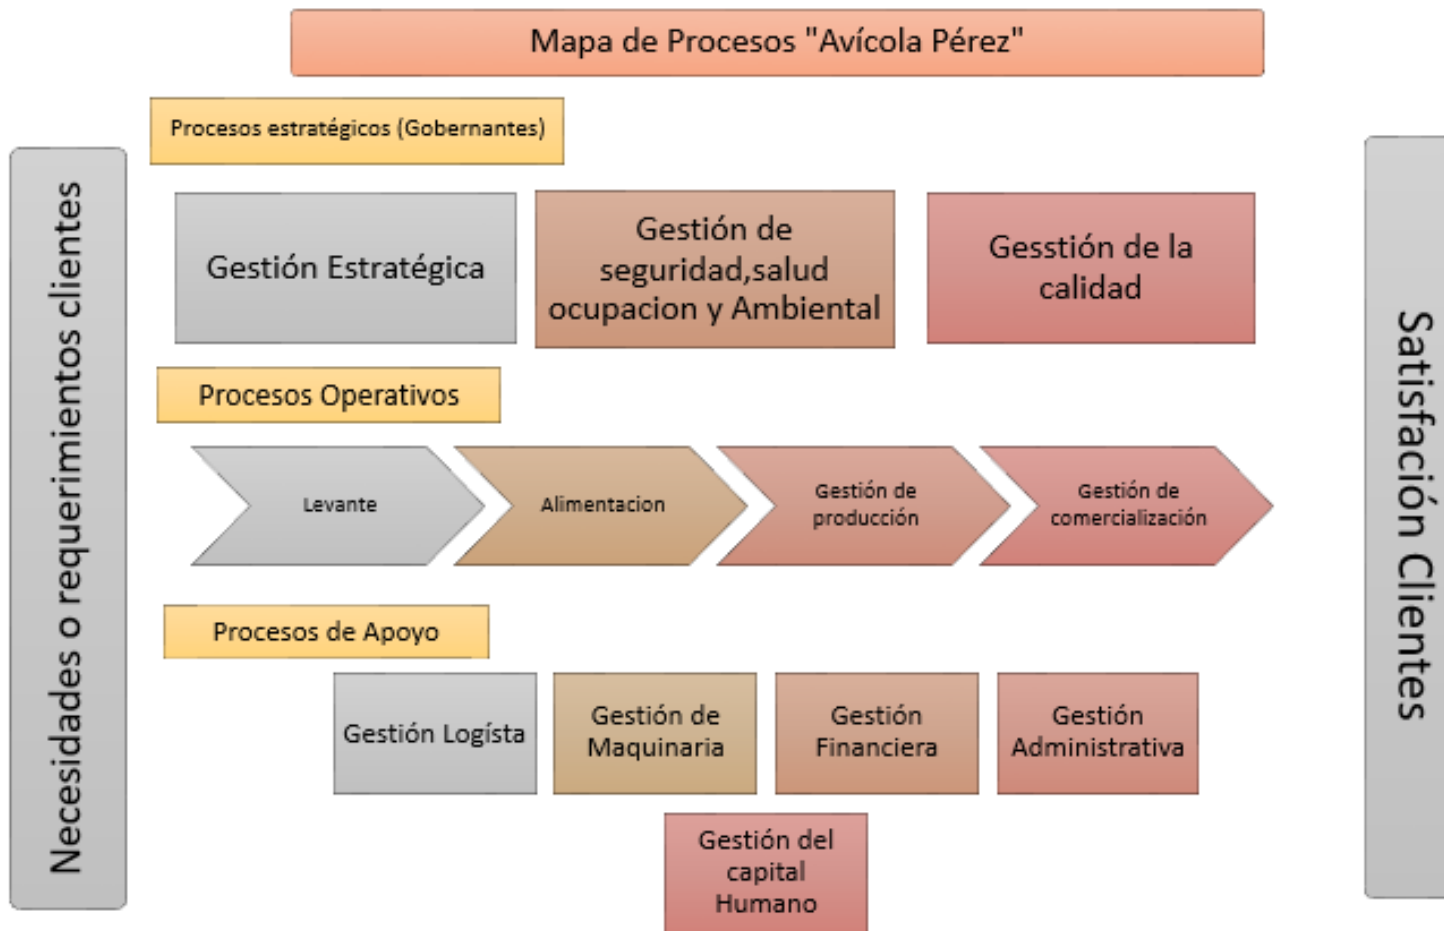 Mapa de Procesos "Avícola Pérez"
Procesos estratégicos (Gobernantes)
Necesidades o requerimientos clientes
Gestión Estratégica
Gestión de
seguridad,salud
ocupacion y Ambiental
Gesstión de la
calidad
Satisfacción Clientes
Procesos Operativos
Levante
Alimentacion
Gestión de
producción
Gestión de
comercialización
Procesos de Apoyo
Gestión Logísta
Gestión de
Maquinaria
Gestión
Financiera
Gestión
Administrativa
Gestión del
capital
Humano